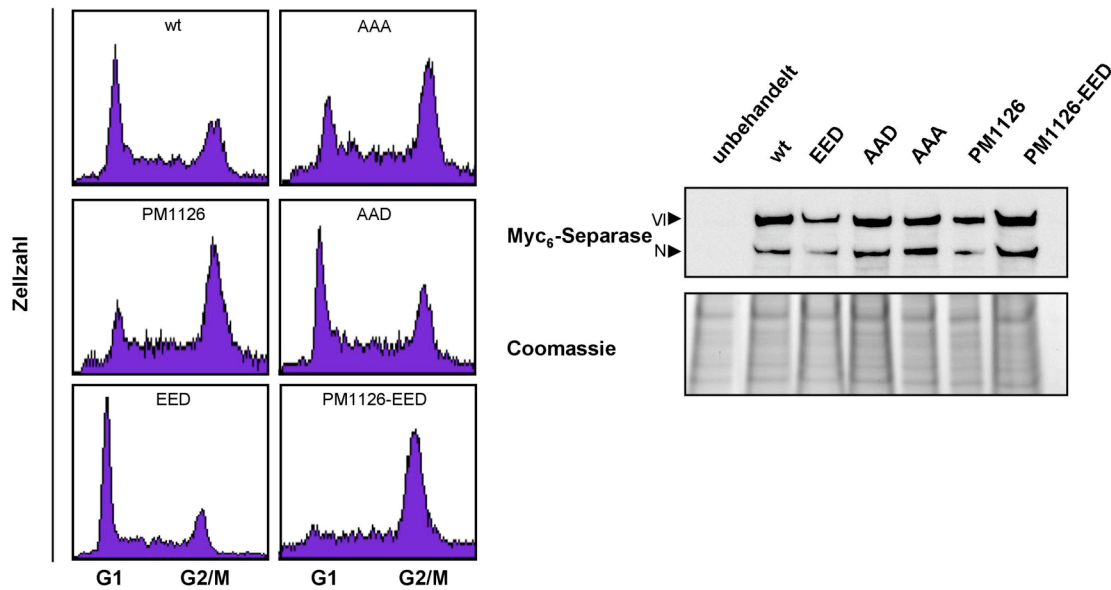 Zellzahl
wt
AAA
PM1126
AAD
EED
PM1126-EED
G1
G2/M
G1
G2/M
unbehandelt
wt
EED
AAD
AAA
PM1126
PM1126-EED
Myc₆-Separase
Vl
N
Coomassie